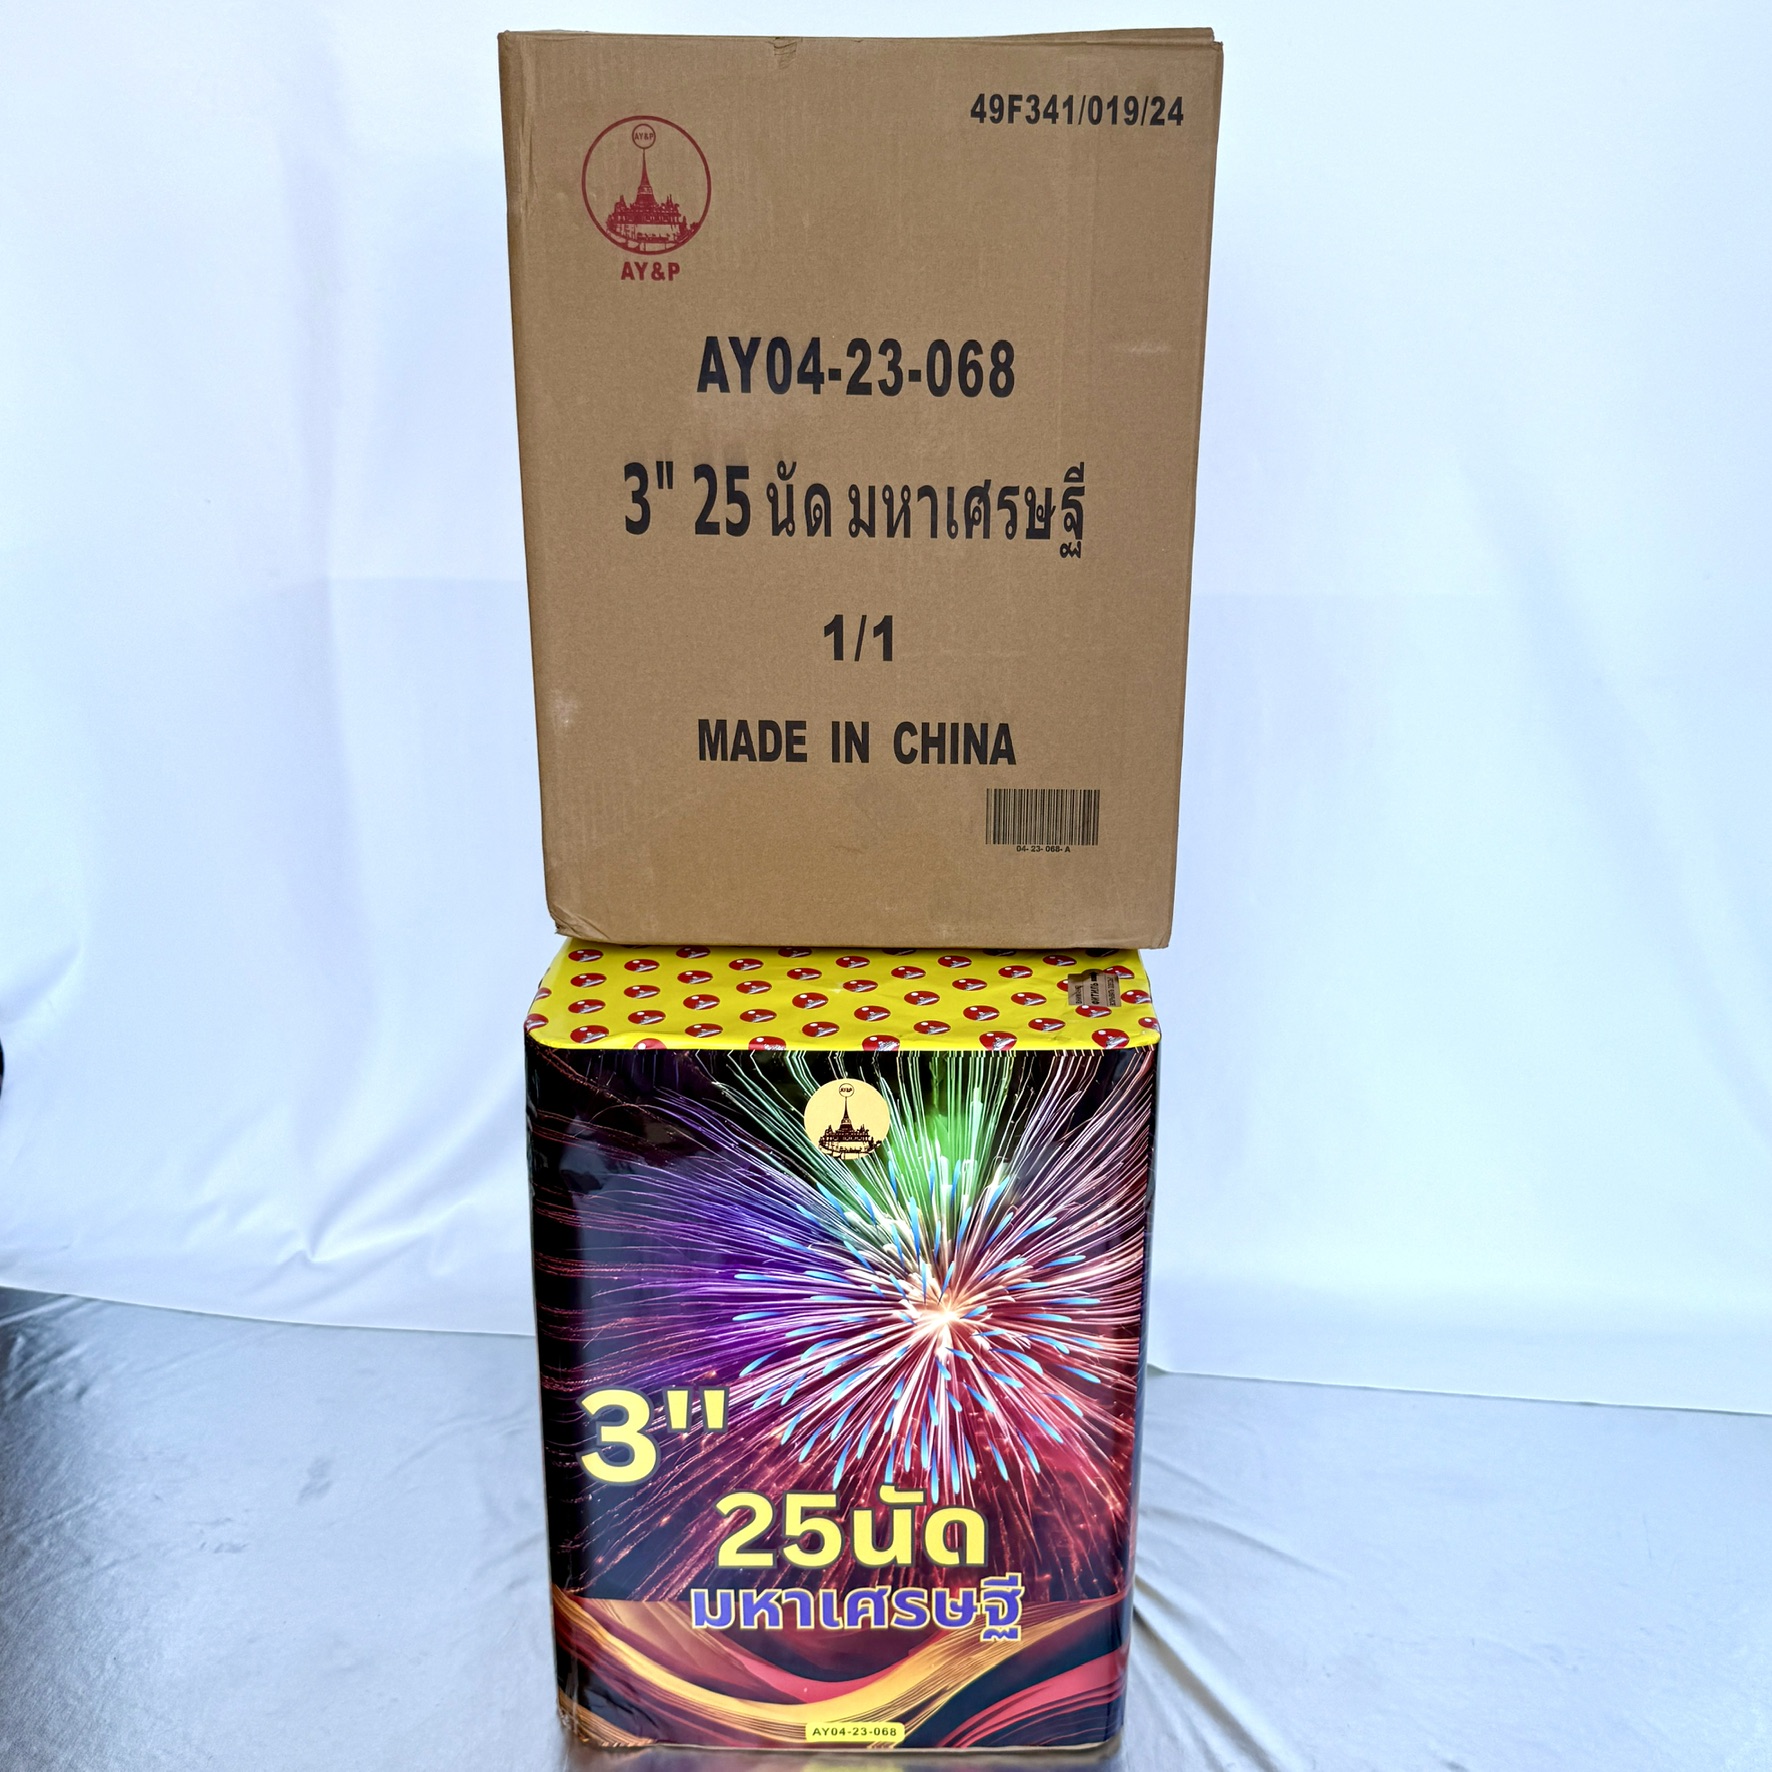 49F341/019/24
AY&P
AY&P
AY04-23-068
3" 25 นัด มหาเศรษฐี
1/1
MADE IN CHINA
04-23-068-A
AY&P
3"
25นัด
มหาเศรษฐี
AY04-23-068